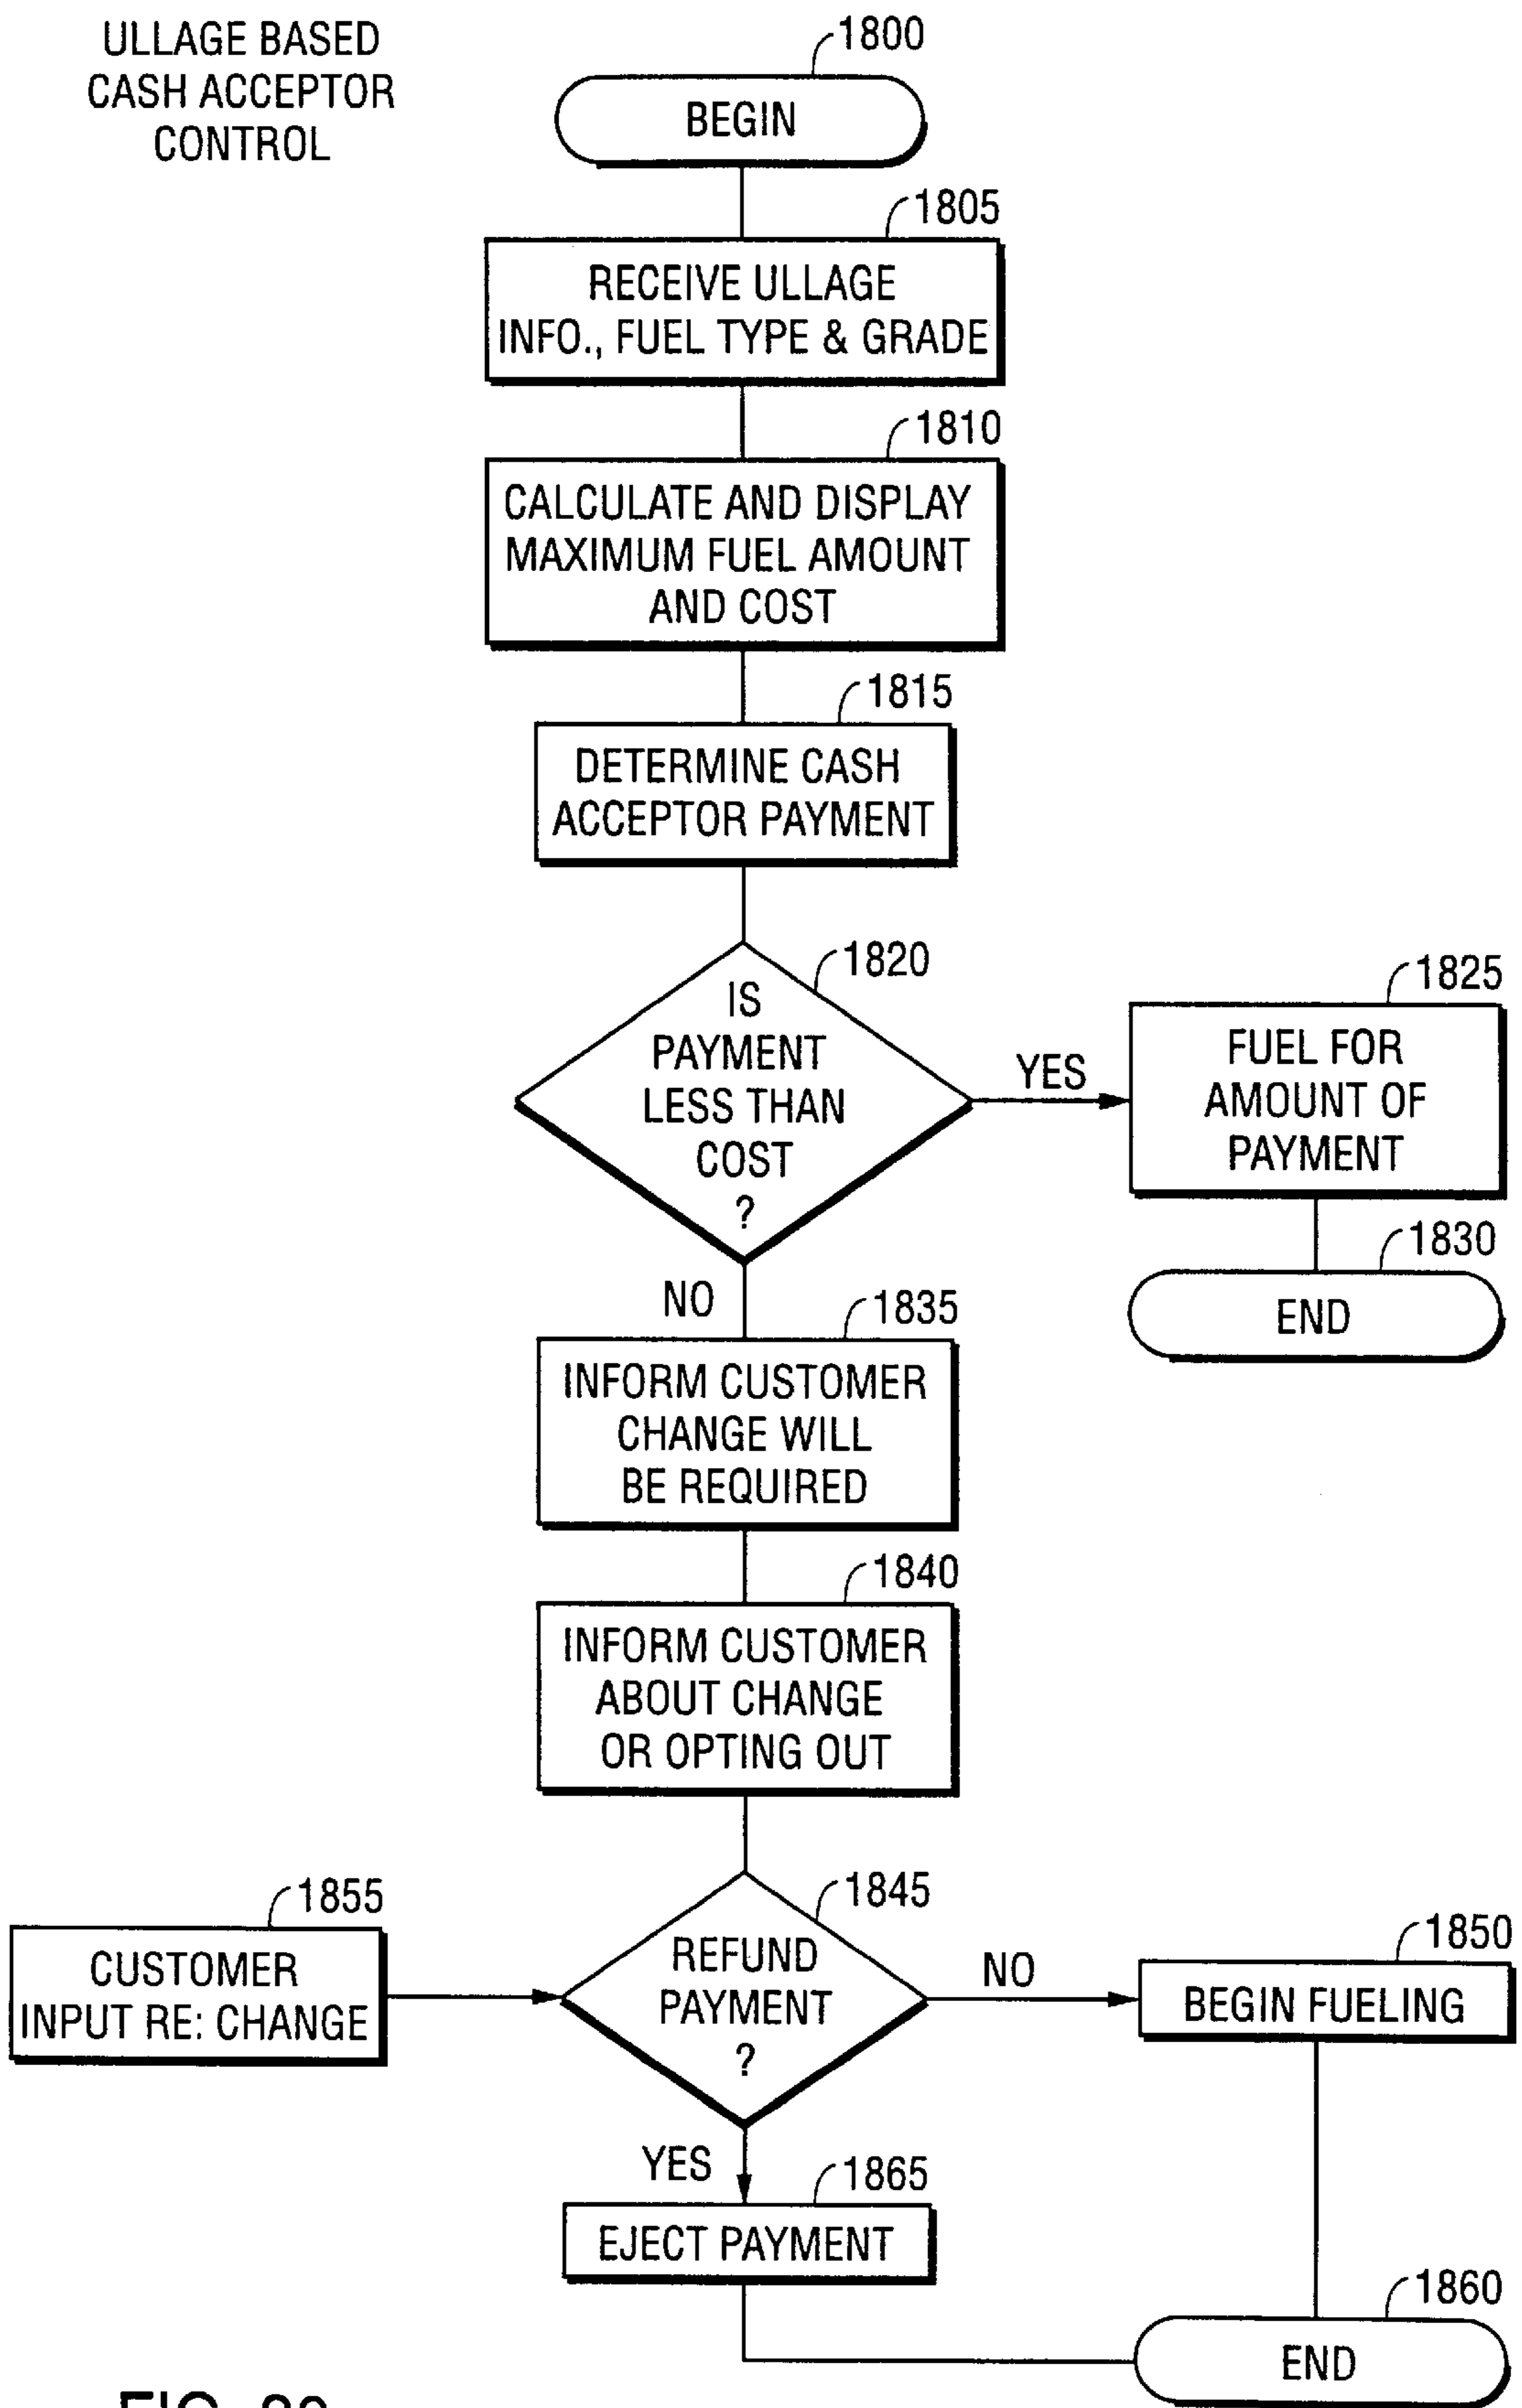 ULLAGE BASED
CASH ACCEPTOR
CONTROL
1800
BEGIN
1805
RECEIVE ULLAGE
INFO., FUEL TYPE & GRADE
1810
CALCULATE AND DISPLAY
MAXIMUM FUEL AMOUNT
AND COST
1815
DETERMINE CASH
ACCEPTOR PAYMENT
1820
IS
PAYMENT
LESS THAN
COST
?
YES
1825
FUEL FOR
AMOUNT OF
PAYMENT
1830
END
NO
1835
INFORM CUSTOMER
CHANGE WILL
BE REQUIRED
1840
INFORM CUSTOMER
ABOUT CHANGE
OR OPTING OUT
1855
CUSTOMER
INPUT RE: CHANGE
1845
REFUND
PAYMENT
?
NO
1850
BEGIN FUELING
YES
1865
EJECT PAYMENT
1860
END